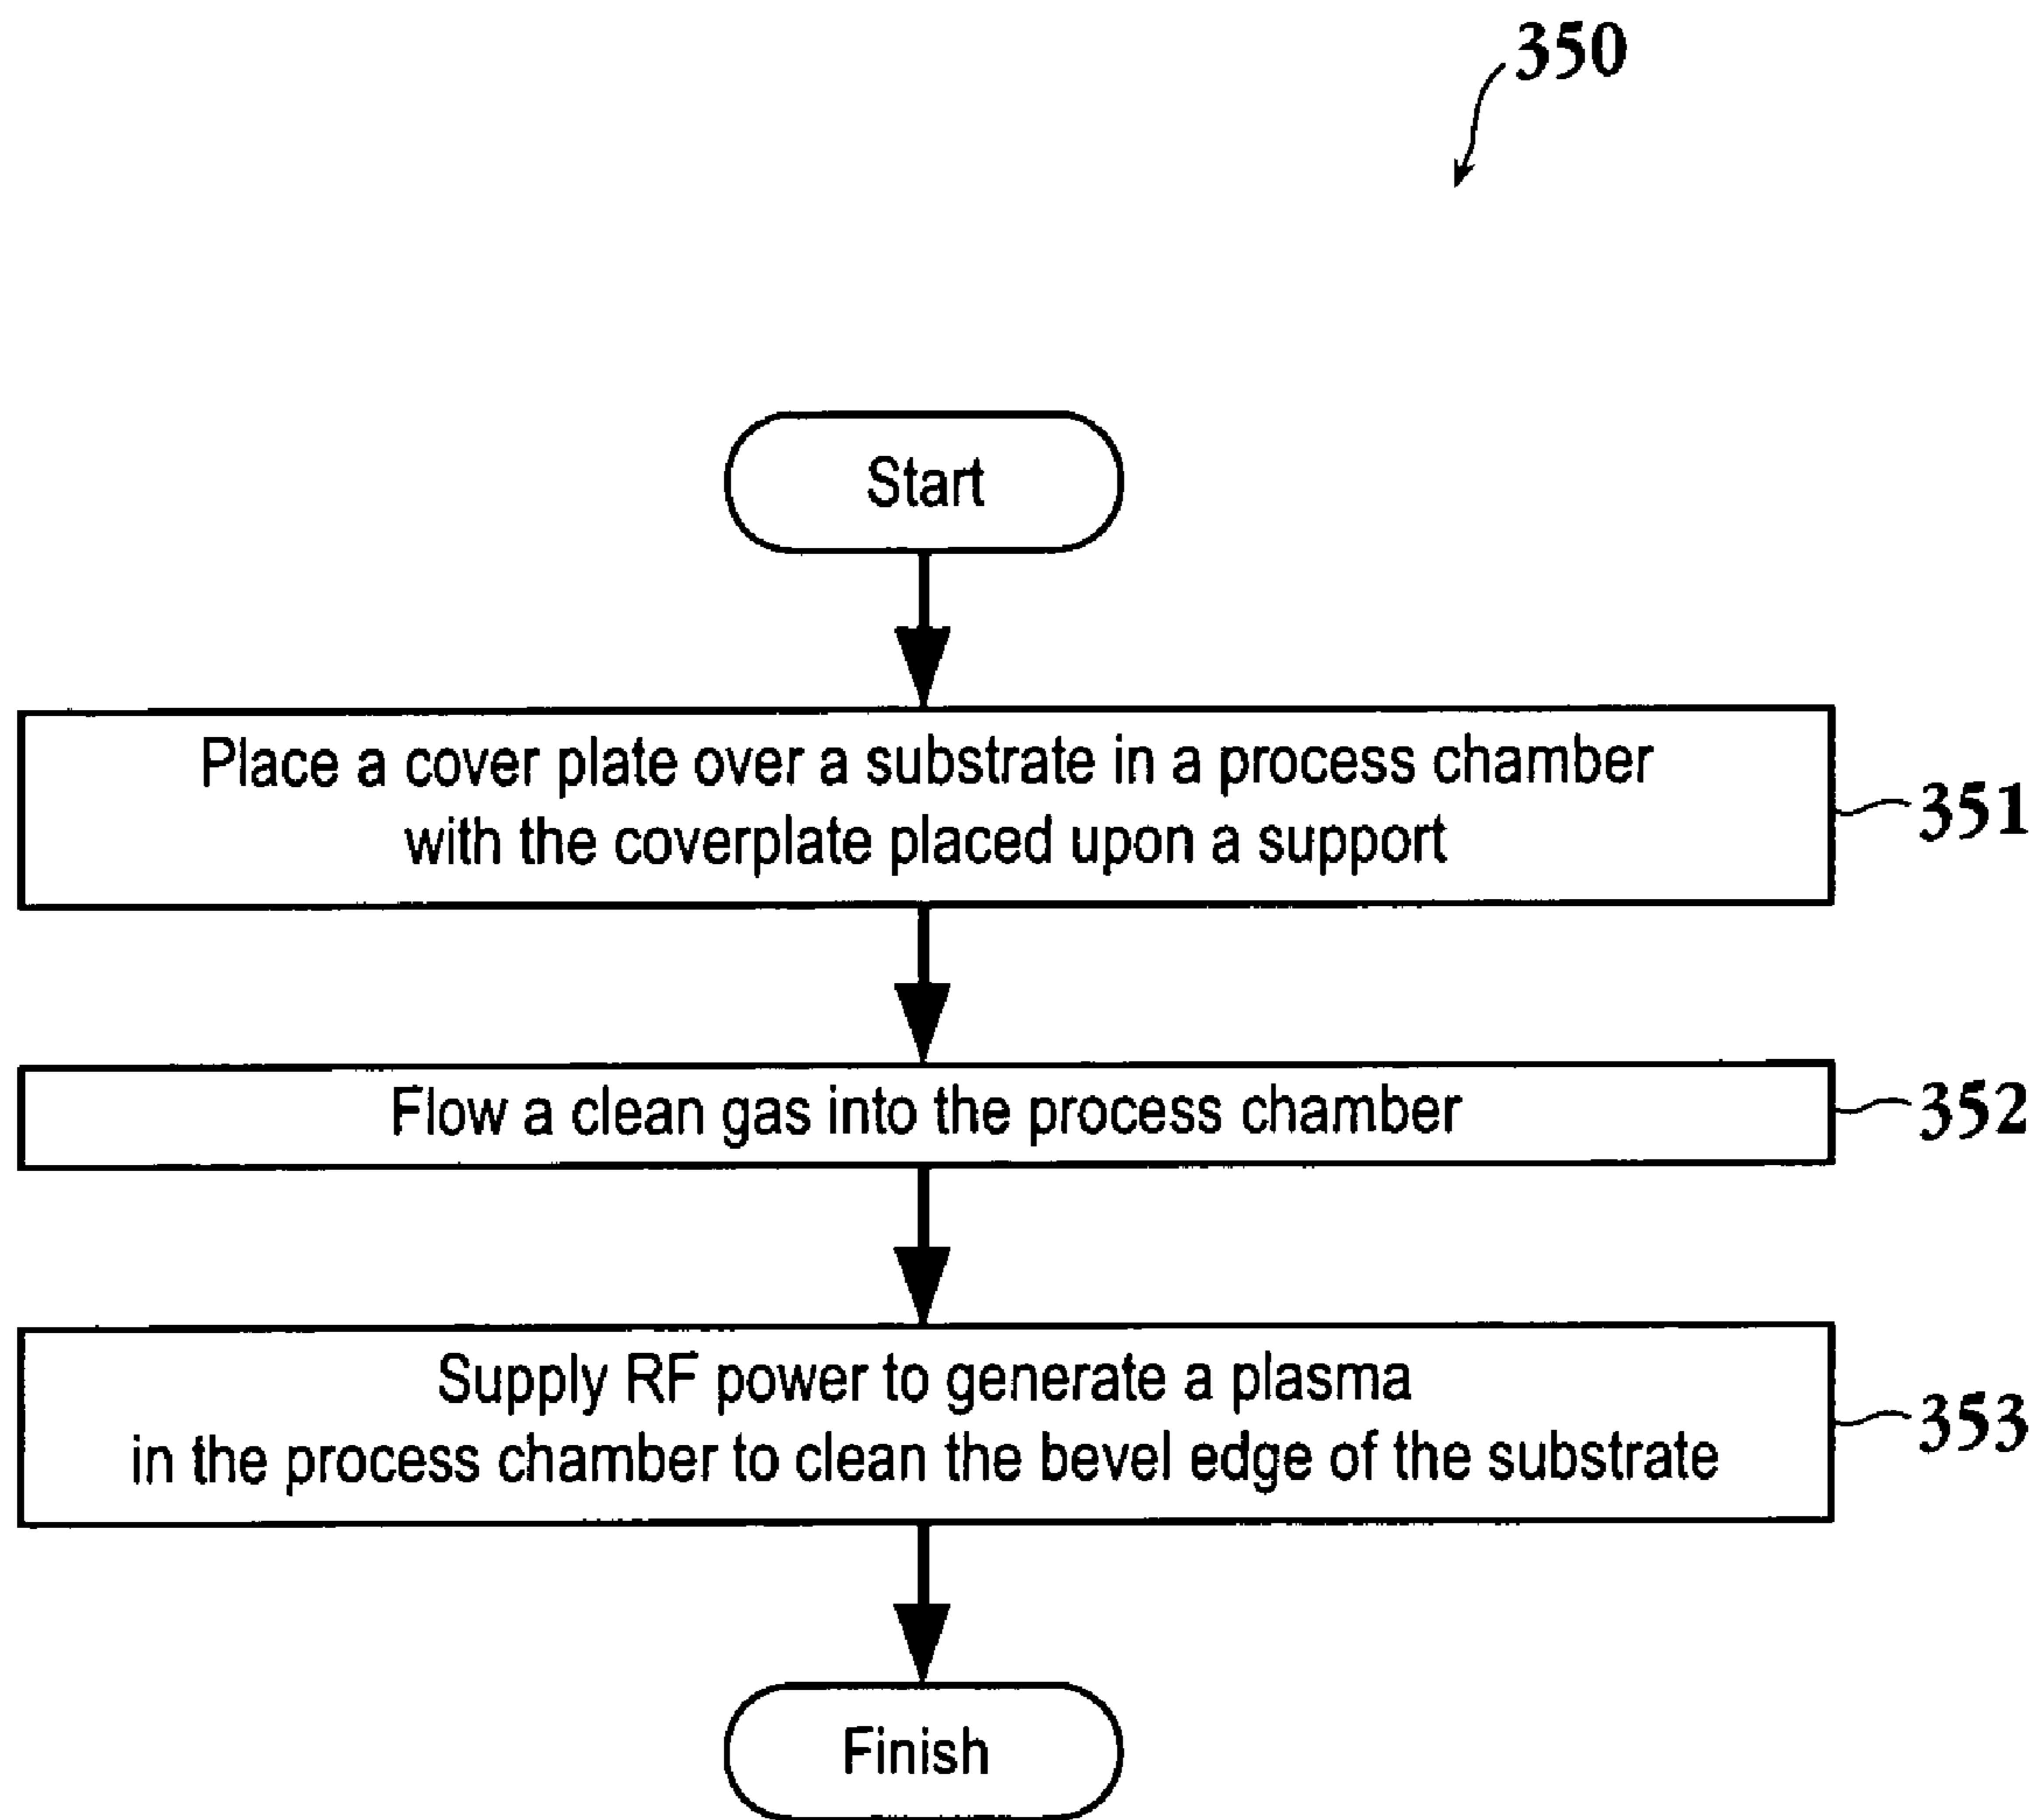 350
Start
Place a cover plate over a substrate in a process chamber
with the coverplate placed upon a support
351
Flow a clean gas into the process chamber
352
Supply RF power to generate a plasma
in the process chamber to clean the bevel edge of the substrate
353
Finish